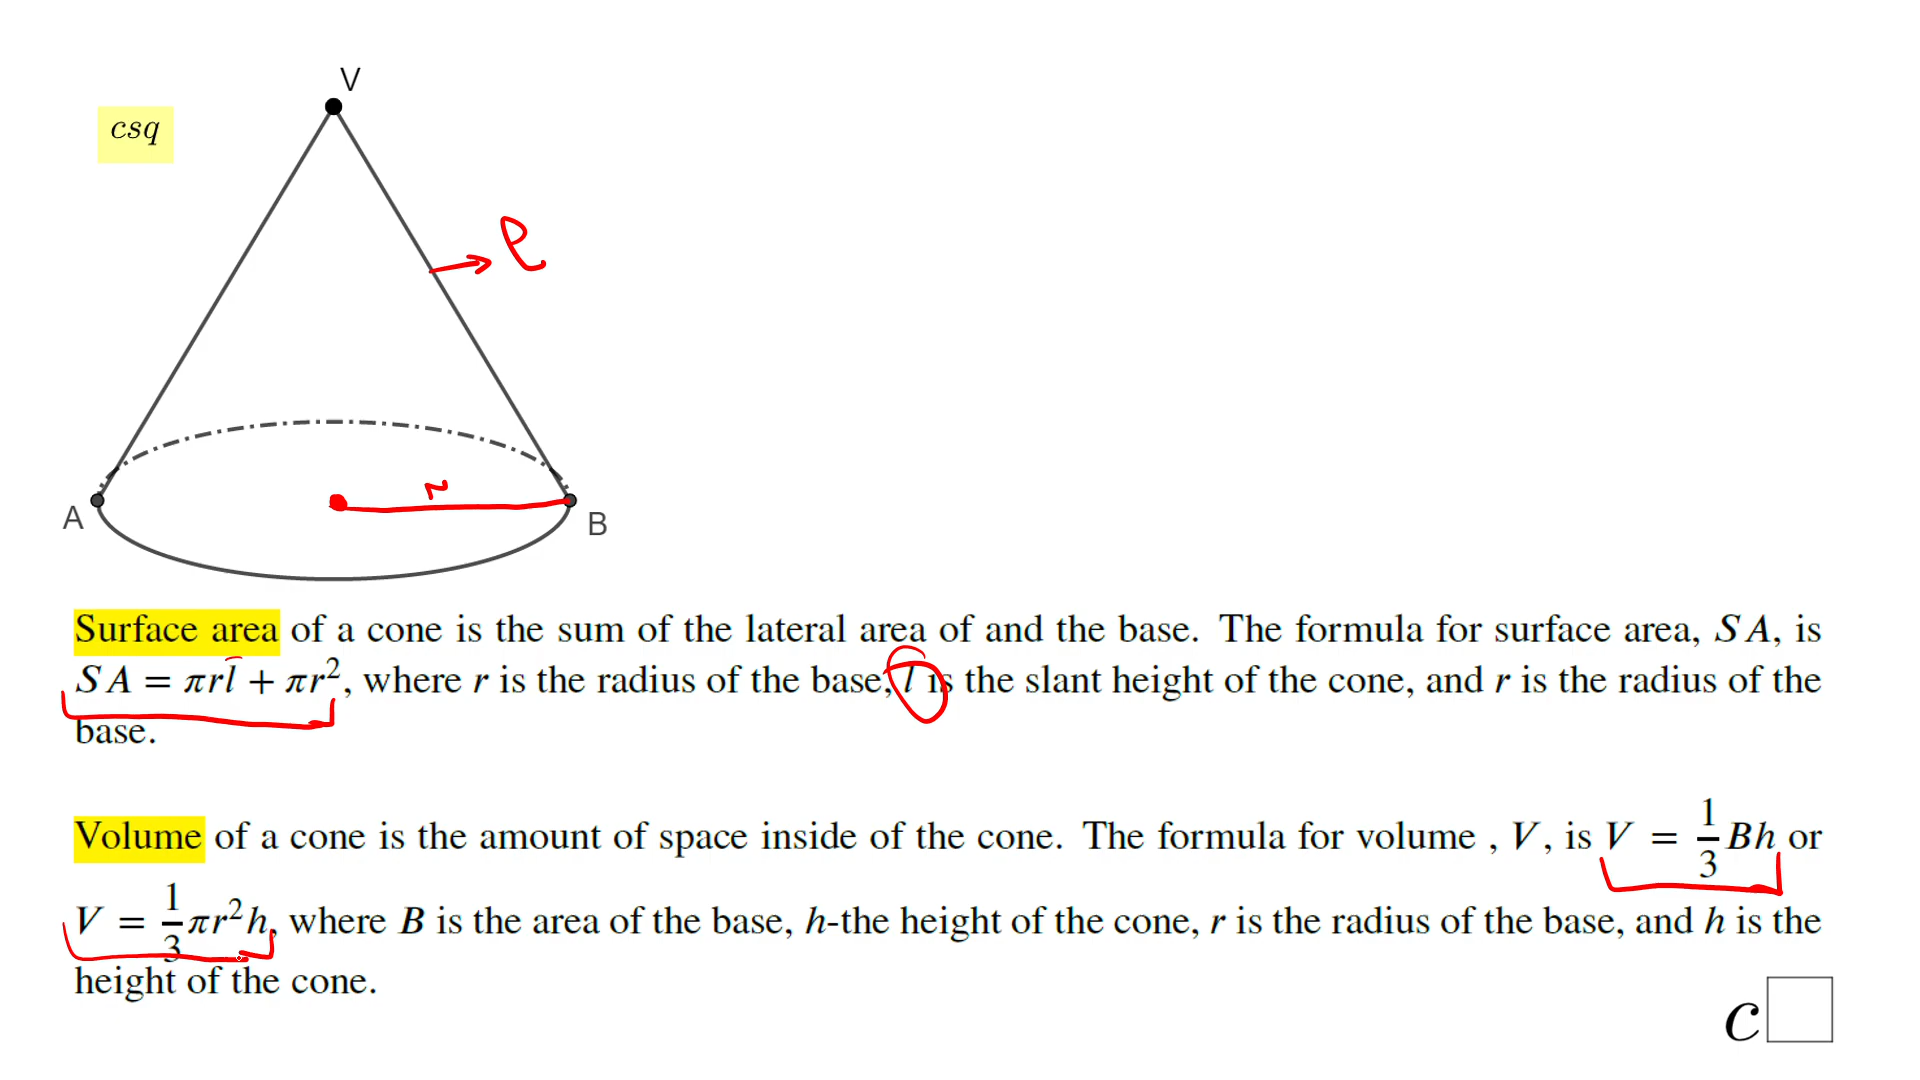 V
csq
ℓ
r
A
B
Surface area of a cone is the sum of the lateral area of and the base. The formula for surface area, SA, is
SA = πrl + πr², where r is the radius of the base, l is the slant height of the cone, and r is the radius of the
base.
Volume of a cone is the amount of space inside of the cone. The formula for volume , V, is V = 1/3 Bh or
V = 1/3 πr²h, where B is the area of the base, h-the height of the cone, r is the radius of the base, and h is the
height of the cone.
c□